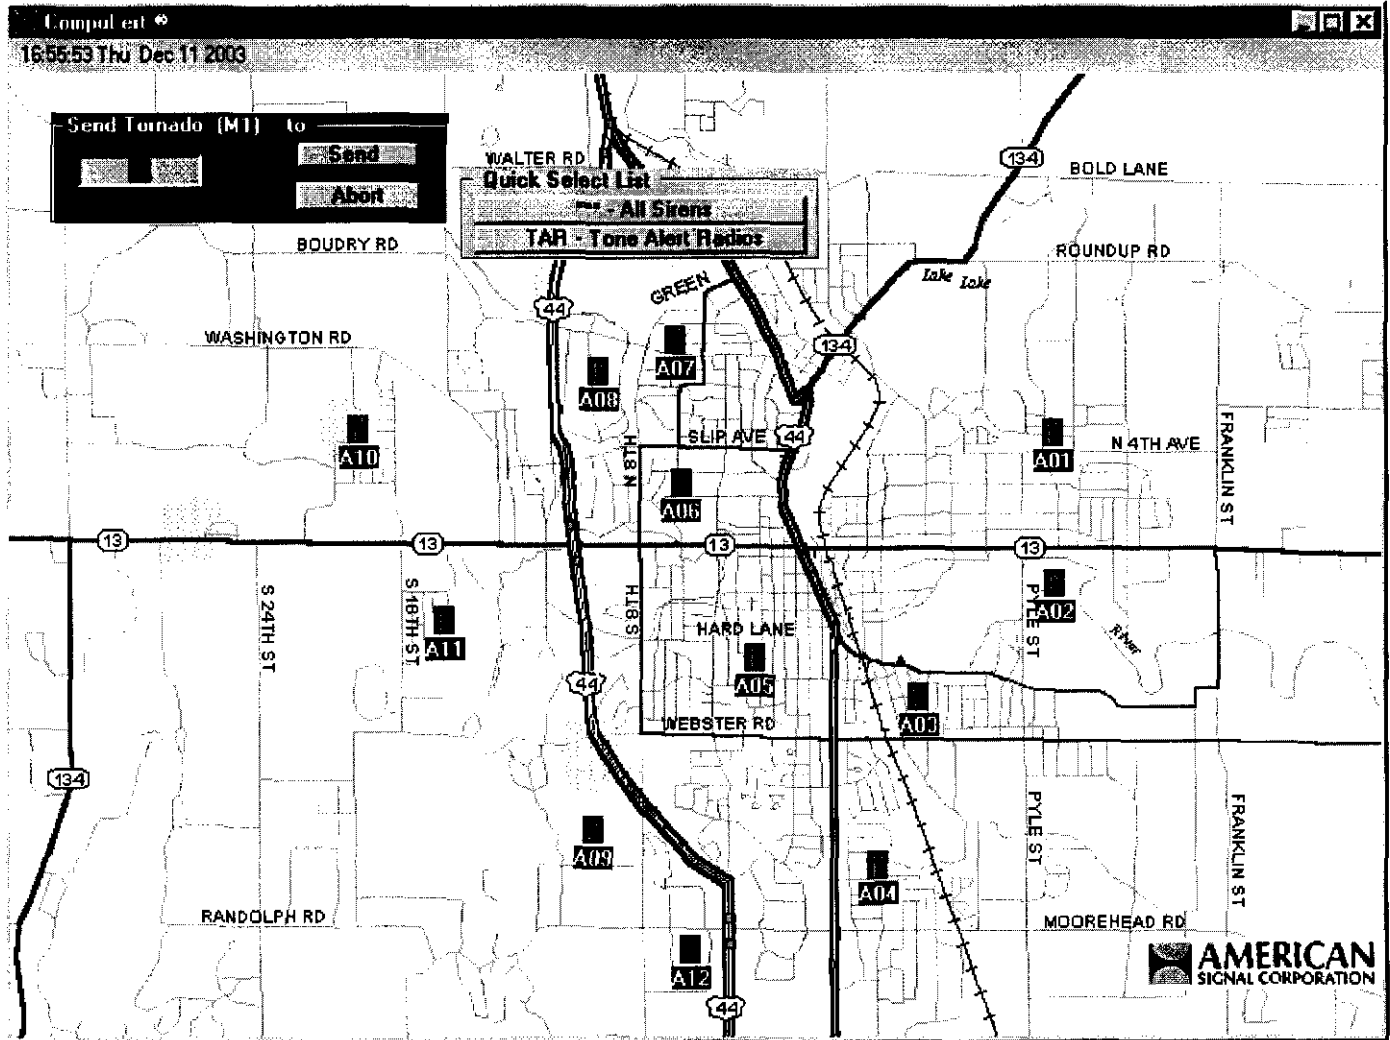 CompuLert ®
16:55:53 Thu Dec 11 2003
Send Tornado (M1) to
Send
Abort
WALTER RD
Quick Select List
*** - All Sirens
TAR - Tone Alert Radios
134
BOLD LANE
BOUDRY RD
ROUNDUP RD
Lake Lake
GREEN
44
WASHINGTON RD
134
A07
A08
SLIP AVE
44
A10
N 8TH
A01
N 4TH AVE
FRANKLIN ST
A06
13
13
13
13
S 24TH ST
S 18TH ST
A11
S 8TH
HARD LANE
PYLE ST
A02
River
44
A05
A03
WEBSTER RD
134
A09
PYLE ST
FRANKLIN ST
A04
RANDOLPH RD
MOOREHEAD RD
A12
44
AMERICAN
SIGNAL CORPORATION